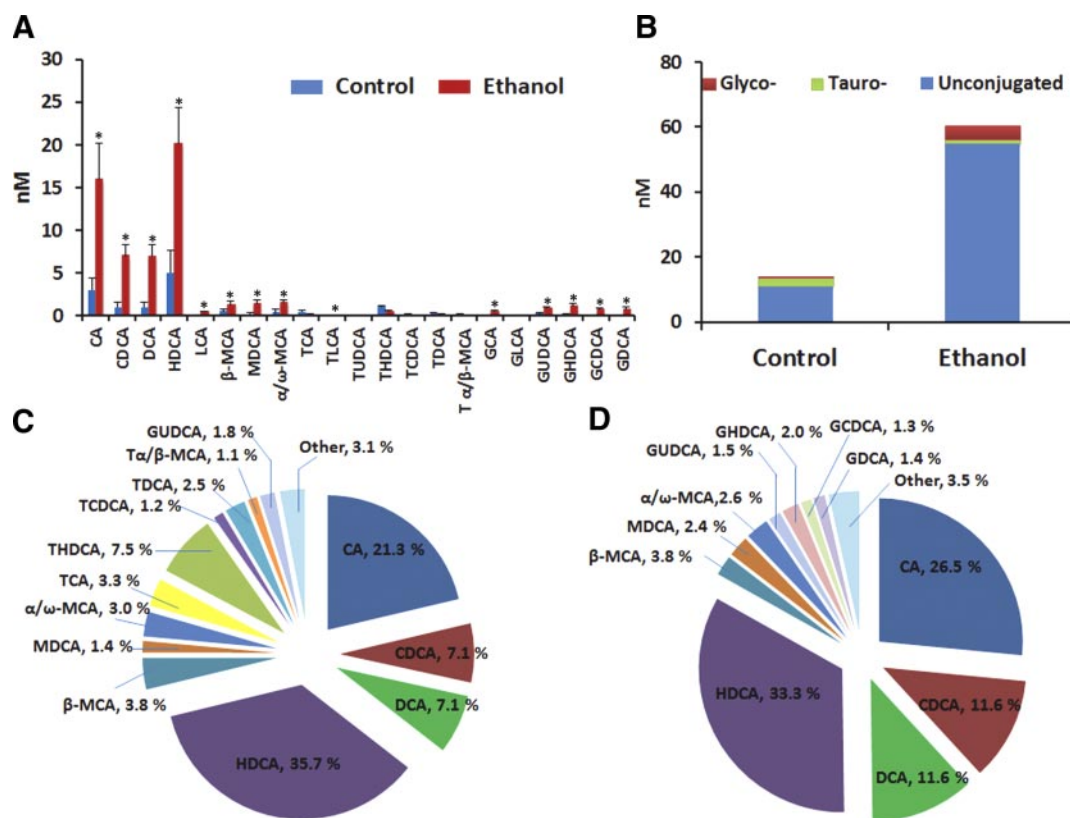 A
30
25
20
15
10
5
0
nM
Control
Ethanol
* * * * * * * * * * * * * *
CA
CDCA
DCA
HDCA
LCA
β-MCA
MDCA
α/ω-MCA
TCA
TLCA
TUDCA
THDCA
TCDCA
TDCA
T α/β-MCA
GCA
GLCA
GUDCA
GHDCA
GCDCA
GDCA
B
80
60
40
20
0
nM
Glyco-
Tauro-
Unconjugated
Control
Ethanol
C
GUDCA, 1.8 %
Other, 3.1 %
Tα/β-MCA, 1.1 %
TDCA, 2.5 %
TCDCA, 1.2 %
THDCA, 7.5 %
TCA, 3.3 %
α/ω-MCA, 3.0 %
MDCA, 1.4 %
β-MCA, 3.8 %
CA, 21.3 %
CDCA, 7.1 %
DCA, 7.1 %
HDCA, 35.7 %
D
GCDCA, 1.3 %
GHDCA, 2.0 %
GDCA, 1.4 %
GUDCA, 1.5 %
Other, 3.5 %
α/ω-MCA,2.6 %
MDCA, 2.4 %
β-MCA, 3.8 %
CA, 26.5 %
HDCA, 33.3 %
CDCA, 11.6 %
DCA, 11.6 %